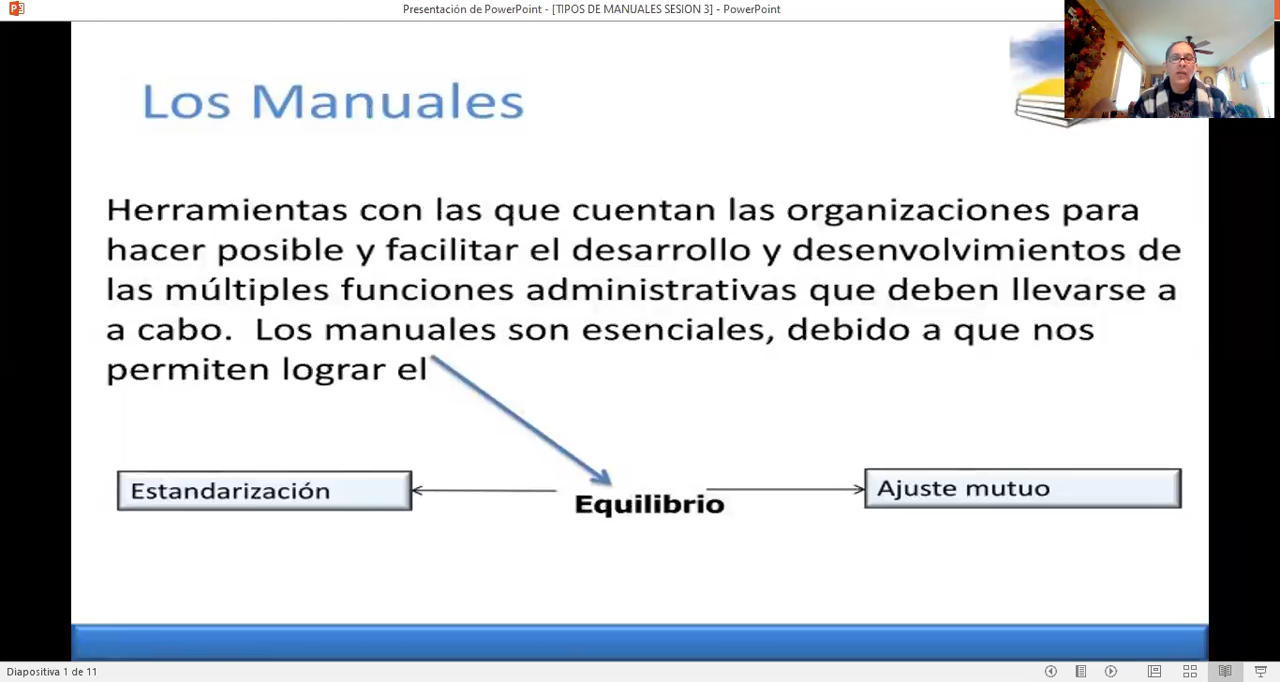 Presentación de PowerPoint - [TIPOS DE MANUALES SESION 3] - PowerPoint
Los Manuales
Herramientas con las que cuentan las organizaciones para
hacer posible y facilitar el desarrollo y desenvolvimientos de
las múltiples funciones administrativas que deben llevarse a
a cabo.  Los manuales son esenciales, debido a que nos
permiten lograr el
Estandarización
Equilibrio
Ajuste mutuo
Diapositiva 1 de 11